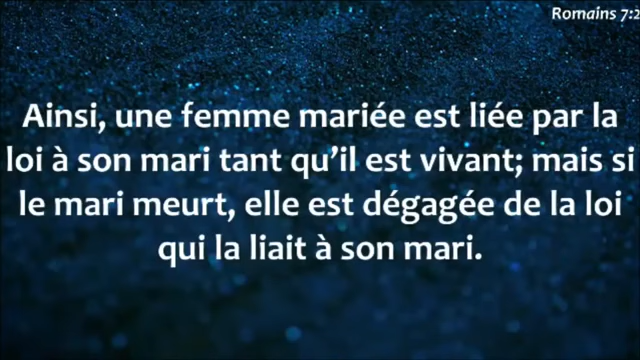 Romains 7:2
Ainsi, une femme mariée est liée par la
loi à son mari tant qu’il est vivant; mais si
le mari meurt, elle est dégagée de la loi
qui la liait à son mari.